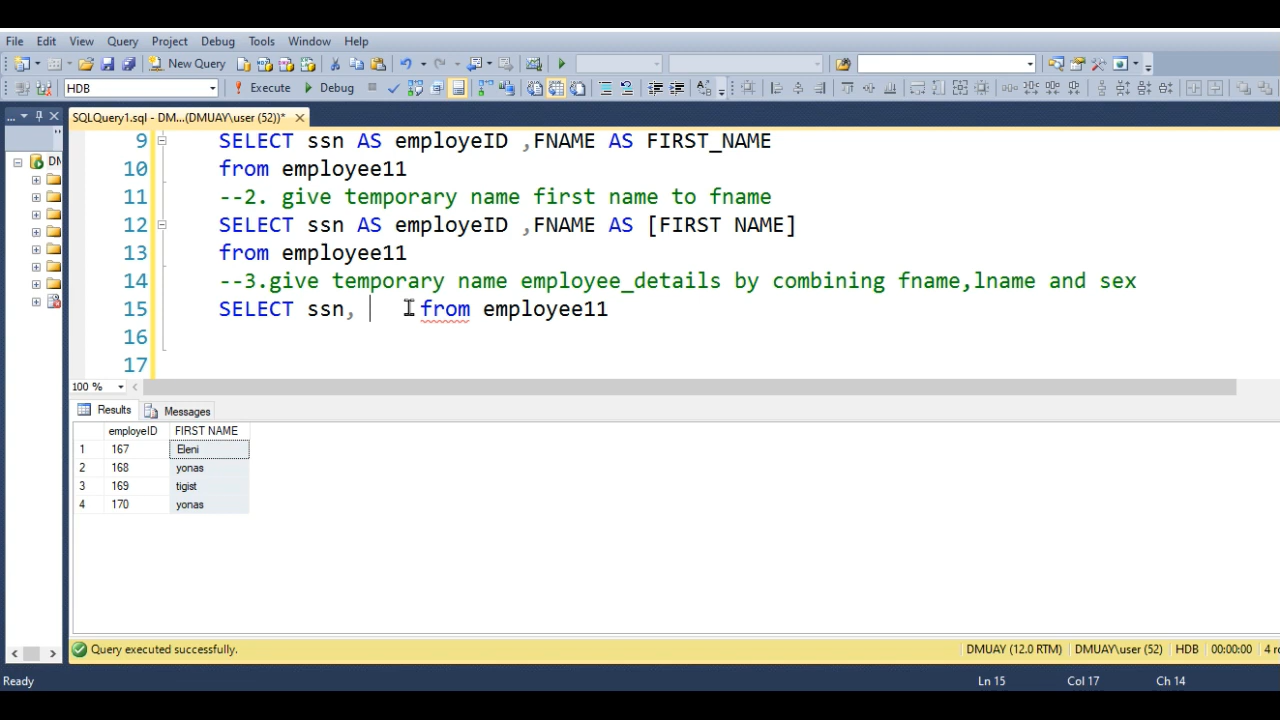 File Edit View Query Project Debug Tools Window Help
New Query
HDB Execute Debug
... SQLQuery1.sql - DM...(DMUAY\user (52))*
9 SELECT ssn AS employeID ,FNAME AS FIRST_NAME
10 from employee11
11 --2. give temporary name first name to fname
12 SELECT ssn AS employeID ,FNAME AS [FIRST NAME]
13 from employee11
14 --3.give temporary name employee_details by combining fname,lname and sex
15 SELECT ssn, from employee11
16
17
100 %
Results Messages
employeID FIRST NAME
1 167 Eleni
2 168 yonas
3 169 tigist
4 170 yonas
Query executed successfully. DMUAY (12.0 RTM) DMUAY\user (52) HDB 00:00:00 4
Ready Ln 15 Col 17 Ch 14